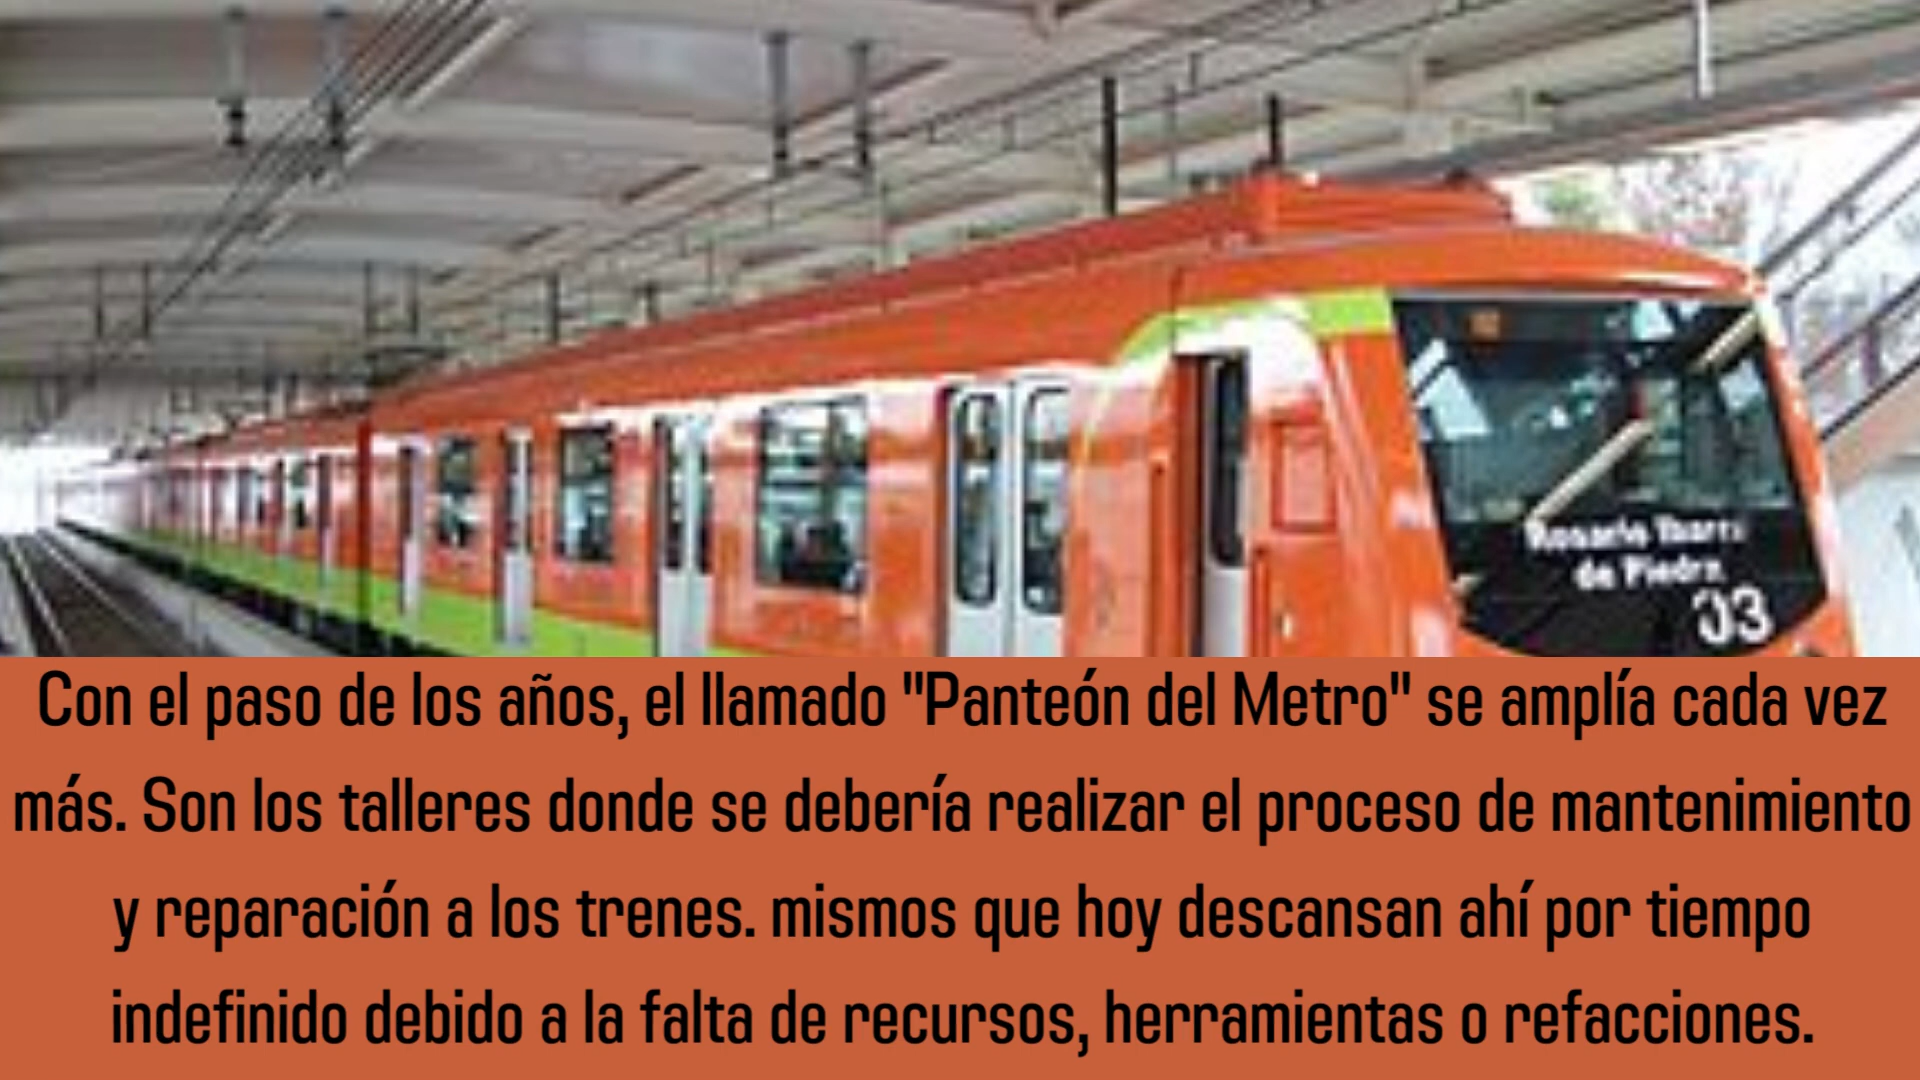 Rosario Ibarra
de Piedra
03
Con el paso de los años, el llamado "Panteón del Metro" se amplía cada vez
más. Son los talleres donde se debería realizar el proceso de mantenimiento
y reparación a los trenes. mismos que hoy descansan ahí por tiempo
indefinido debido a la falta de recursos, herramientas o refacciones.